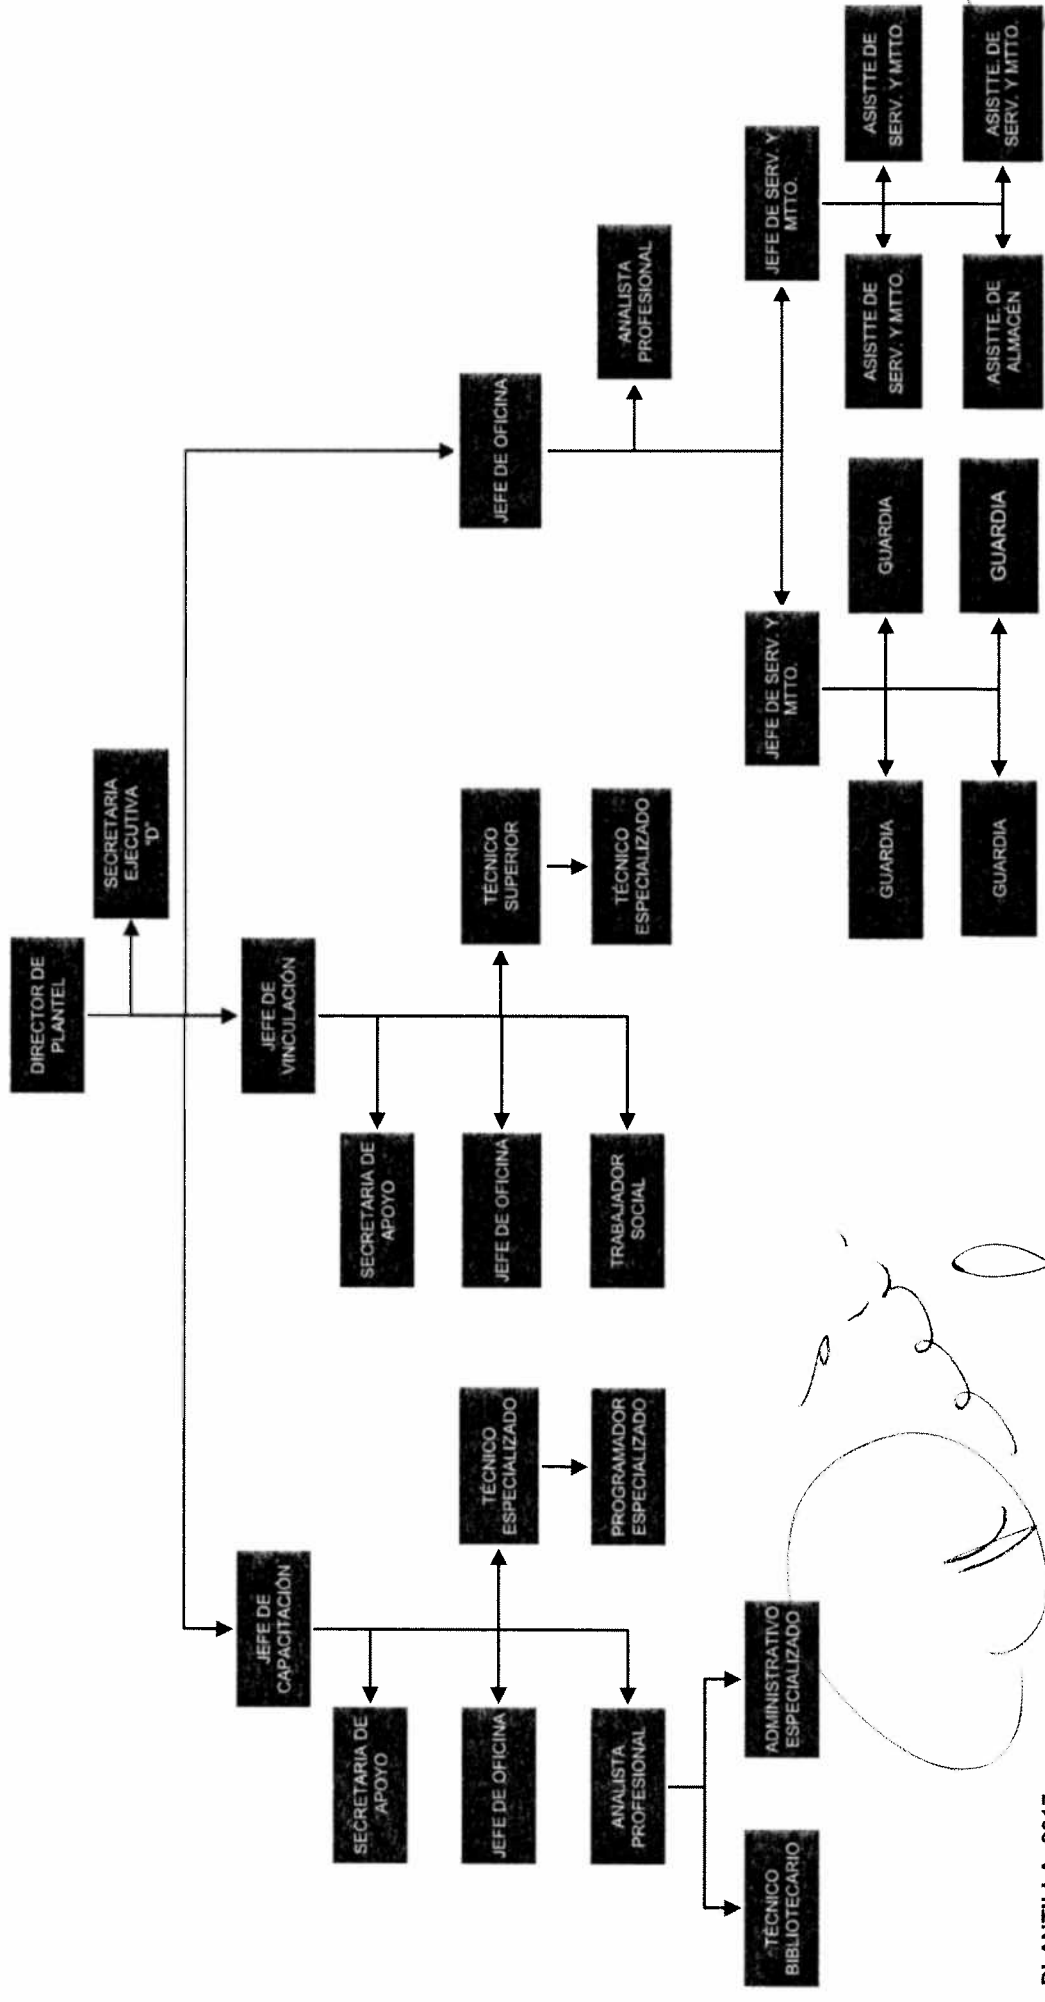 DIRECTOR DE
PLANTEL
SECRETARIA
EJECUTIVA
"D"
JEFE DE
CAPACITACIÓN
JEFE DE
VINCULACIÓN
JEFE DE OFICINA
SECRETARIA DE
APOYO
JEFE DE OFICINA
TÉCNICO
ESPECIALIZADO
ANALISTA
PROFESIONAL
PROGRAMADOR
ESPECIALIZADO
TÉCNICO
BIBLIOTECARIO
ADMINISTRATIVO
ESPECIALIZADO
SECRETARIA DE
APOYO
JEFE DE OFICINA
TÉCNICO
SUPERIOR
TRABAJADOR
SOCIAL
TÉCNICO
ESPECIALIZADO
ANALISTA
PROFESIONAL
JEFE DE SERV. Y
MTTO.
JEFE DE SERV. Y
MTTO.
GUARDIA
GUARDIA
GUARDIA
GUARDIA
ASISTTE.DE
SERV. Y MTTO.
ASISTTE.DE
SERV. Y MTTO.
ASISTTE. DE
ALMACÉN
ASISTTE. DE
SERV. Y MTTO.